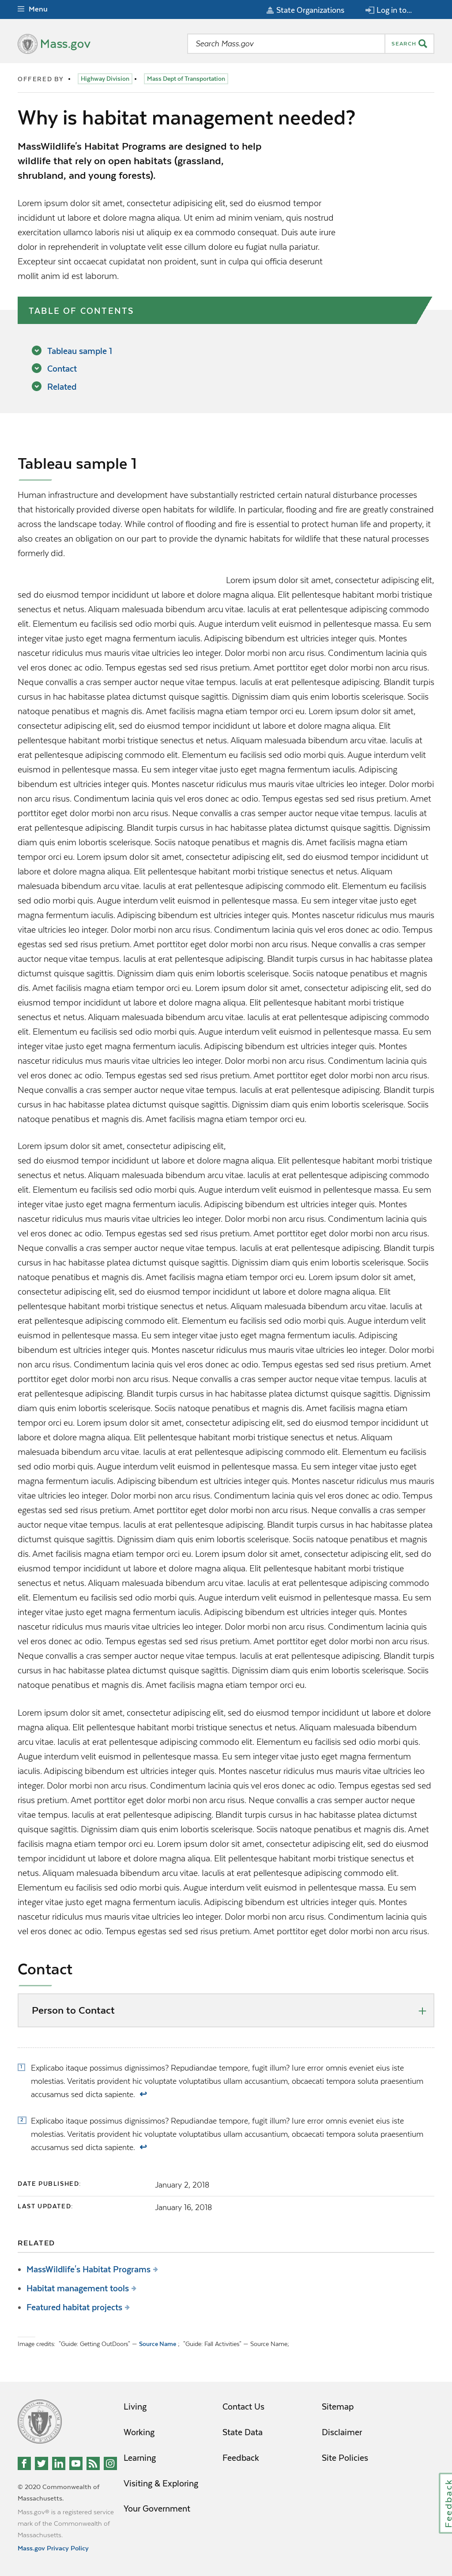 Menu
State Organizations
Log in to...
Mass.gov
Search Mass.gov
SEARCH
OFFERED BY • Highway Division • Mass Dept of Transportation
Why is habitat management needed?
MassWildlife's Habitat Programs are designed to help
wildlife that rely on open habitats (grassland,
shrubland, and young forests).
Lorem ipsum dolor sit amet, consectetur adipisicing elit, sed do eiusmod tempor
incididunt ut labore et dolore magna aliqua. Ut enim ad minim veniam, quis nostrud
exercitation ullamco laboris nisi ut aliquip ex ea commodo consequat. Duis aute irure
dolor in reprehenderit in voluptate velit esse cillum dolore eu fugiat nulla pariatur.
Excepteur sint occaecat cupidatat non proident, sunt in culpa qui officia deserunt
mollit anim id est laborum.
TABLE OF CONTENTS
Tableau sample 1
Contact
Related
Tableau sample 1
Human infrastructure and development have substantially restricted certain natural disturbance processes
that historically provided diverse open habitats for wildlife. In particular, flooding and fire are greatly constrained
across the landscape today. While control of flooding and fire is essential to protect human life and property, it
also creates an obligation on our part to provide the dynamic habitats for wildlife that these natural processes
formerly did.
Lorem ipsum dolor sit amet, consectetur adipiscing elit,
sed do eiusmod tempor incididunt ut labore et dolore magna aliqua. Elit pellentesque habitant morbi tristique
senectus et netus. Aliquam malesuada bibendum arcu vitae. Iaculis at erat pellentesque adipiscing commodo
elit. Elementum eu facilisis sed odio morbi quis. Augue interdum velit euismod in pellentesque massa. Eu sem
integer vitae justo eget magna fermentum iaculis. Adipiscing bibendum est ultricies integer quis. Montes
nascetur ridiculus mus mauris vitae ultricies leo integer. Dolor morbi non arcu risus. Condimentum lacinia quis
vel eros donec ac odio. Tempus egestas sed sed risus pretium. Amet porttitor eget dolor morbi non arcu risus.
Neque convallis a cras semper auctor neque vitae tempus. Iaculis at erat pellentesque adipiscing. Blandit turpis
cursus in hac habitasse platea dictumst quisque sagittis. Dignissim diam quis enim lobortis scelerisque. Sociis
natoque penatibus et magnis dis. Amet facilisis magna etiam tempor orci eu. Lorem ipsum dolor sit amet,
consectetur adipiscing elit, sed do eiusmod tempor incididunt ut labore et dolore magna aliqua. Elit
pellentesque habitant morbi tristique senectus et netus. Aliquam malesuada bibendum arcu vitae. Iaculis at
erat pellentesque adipiscing commodo elit. Elementum eu facilisis sed odio morbi quis. Augue interdum velit
euismod in pellentesque massa. Eu sem integer vitae justo eget magna fermentum iaculis. Adipiscing
bibendum est ultricies integer quis. Montes nascetur ridiculus mus mauris vitae ultricies leo integer. Dolor morbi
non arcu risus. Condimentum lacinia quis vel eros donec ac odio. Tempus egestas sed sed risus pretium. Amet
porttitor eget dolor morbi non arcu risus. Neque convallis a cras semper auctor neque vitae tempus. Iaculis at
erat pellentesque adipiscing. Blandit turpis cursus in hac habitasse platea dictumst quisque sagittis. Dignissim
diam quis enim lobortis scelerisque. Sociis natoque penatibus et magnis dis. Amet facilisis magna etiam
tempor orci eu. Lorem ipsum dolor sit amet, consectetur adipiscing elit, sed do eiusmod tempor incididunt ut
labore et dolore magna aliqua. Elit pellentesque habitant morbi tristique senectus et netus. Aliquam
malesuada bibendum arcu vitae. Iaculis at erat pellentesque adipiscing commodo elit. Elementum eu facilisis
sed odio morbi quis. Augue interdum velit euismod in pellentesque massa. Eu sem integer vitae justo eget
magna fermentum iaculis. Adipiscing bibendum est ultricies integer quis. Montes nascetur ridiculus mus mauris
vitae ultricies leo integer. Dolor morbi non arcu risus. Condimentum lacinia quis vel eros donec ac odio. Tempus
egestas sed sed risus pretium. Amet porttitor eget dolor morbi non arcu risus. Neque convallis a cras semper
auctor neque vitae tempus. Iaculis at erat pellentesque adipiscing. Blandit turpis cursus in hac habitasse platea
dictumst quisque sagittis. Dignissim diam quis enim lobortis scelerisque. Sociis natoque penatibus et magnis
dis. Amet facilisis magna etiam tempor orci eu. Lorem ipsum dolor sit amet, consectetur adipiscing elit, sed do
eiusmod tempor incididunt ut labore et dolore magna aliqua. Elit pellentesque habitant morbi tristique
senectus et netus. Aliquam malesuada bibendum arcu vitae. Iaculis at erat pellentesque adipiscing commodo
elit. Elementum eu facilisis sed odio morbi quis. Augue interdum velit euismod in pellentesque massa. Eu sem
integer vitae justo eget magna fermentum iaculis. Adipiscing bibendum est ultricies integer quis. Montes
nascetur ridiculus mus mauris vitae ultricies leo integer. Dolor morbi non arcu risus. Condimentum lacinia quis
vel eros donec ac odio. Tempus egestas sed sed risus pretium. Amet porttitor eget dolor morbi non arcu risus.
Neque convallis a cras semper auctor neque vitae tempus. Iaculis at erat pellentesque adipiscing. Blandit turpis
cursus in hac habitasse platea dictumst quisque sagittis. Dignissim diam quis enim lobortis scelerisque. Sociis
natoque penatibus et magnis dis. Amet facilisis magna etiam tempor orci eu.
Lorem ipsum dolor sit amet, consectetur adipiscing elit,
sed do eiusmod tempor incididunt ut labore et dolore magna aliqua. Elit pellentesque habitant morbi tristique
senectus et netus. Aliquam malesuada bibendum arcu vitae. Iaculis at erat pellentesque adipiscing commodo
elit. Elementum eu facilisis sed odio morbi quis. Augue interdum velit euismod in pellentesque massa. Eu sem
integer vitae justo eget magna fermentum iaculis. Adipiscing bibendum est ultricies integer quis. Montes
nascetur ridiculus mus mauris vitae ultricies leo integer. Dolor morbi non arcu risus. Condimentum lacinia quis
vel eros donec ac odio. Tempus egestas sed sed risus pretium. Amet porttitor eget dolor morbi non arcu risus.
Neque convallis a cras semper auctor neque vitae tempus. Iaculis at erat pellentesque adipiscing. Blandit turpis
cursus in hac habitasse platea dictumst quisque sagittis. Dignissim diam quis enim lobortis scelerisque. Sociis
natoque penatibus et magnis dis. Amet facilisis magna etiam tempor orci eu. Lorem ipsum dolor sit amet,
consectetur adipiscing elit, sed do eiusmod tempor incididunt ut labore et dolore magna aliqua. Elit
pellentesque habitant morbi tristique senectus et netus. Aliquam malesuada bibendum arcu vitae. Iaculis at
erat pellentesque adipiscing commodo elit. Elementum eu facilisis sed odio morbi quis. Augue interdum velit
euismod in pellentesque massa. Eu sem integer vitae justo eget magna fermentum iaculis. Adipiscing
bibendum est ultricies integer quis. Montes nascetur ridiculus mus mauris vitae ultricies leo integer. Dolor morbi
non arcu risus. Condimentum lacinia quis vel eros donec ac odio. Tempus egestas sed sed risus pretium. Amet
porttitor eget dolor morbi non arcu risus. Neque convallis a cras semper auctor neque vitae tempus. Iaculis at
erat pellentesque adipiscing. Blandit turpis cursus in hac habitasse platea dictumst quisque sagittis. Dignissim
diam quis enim lobortis scelerisque. Sociis natoque penatibus et magnis dis. Amet facilisis magna etiam
tempor orci eu. Lorem ipsum dolor sit amet, consectetur adipiscing elit, sed do eiusmod tempor incididunt ut
labore et dolore magna aliqua. Elit pellentesque habitant morbi tristique senectus et netus. Aliquam
malesuada bibendum arcu vitae. Iaculis at erat pellentesque adipiscing commodo elit. Elementum eu facilisis
sed odio morbi quis. Augue interdum velit euismod in pellentesque massa. Eu sem integer vitae justo eget
magna fermentum iaculis. Adipiscing bibendum est ultricies integer quis. Montes nascetur ridiculus mus mauris
vitae ultricies leo integer. Dolor morbi non arcu risus. Condimentum lacinia quis vel eros donec ac odio. Tempus
egestas sed sed risus pretium. Amet porttitor eget dolor morbi non arcu risus. Neque convallis a cras semper
auctor neque vitae tempus. Iaculis at erat pellentesque adipiscing. Blandit turpis cursus in hac habitasse platea
dictumst quisque sagittis. Dignissim diam quis enim lobortis scelerisque. Sociis natoque penatibus et magnis
dis. Amet facilisis magna etiam tempor orci eu. Lorem ipsum dolor sit amet, consectetur adipiscing elit, sed do
eiusmod tempor incididunt ut labore et dolore magna aliqua. Elit pellentesque habitant morbi tristique
senectus et netus. Aliquam malesuada bibendum arcu vitae. Iaculis at erat pellentesque adipiscing commodo
elit. Elementum eu facilisis sed odio morbi quis. Augue interdum velit euismod in pellentesque massa. Eu sem
integer vitae justo eget magna fermentum iaculis. Adipiscing bibendum est ultricies integer quis. Montes
nascetur ridiculus mus mauris vitae ultricies leo integer. Dolor morbi non arcu risus. Condimentum lacinia quis
vel eros donec ac odio. Tempus egestas sed sed risus pretium. Amet porttitor eget dolor morbi non arcu risus.
Neque convallis a cras semper auctor neque vitae tempus. Iaculis at erat pellentesque adipiscing. Blandit turpis
cursus in hac habitasse platea dictumst quisque sagittis. Dignissim diam quis enim lobortis scelerisque. Sociis
natoque penatibus et magnis dis. Amet facilisis magna etiam tempor orci eu.
Lorem ipsum dolor sit amet, consectetur adipiscing elit, sed do eiusmod tempor incididunt ut labore et dolore
magna aliqua. Elit pellentesque habitant morbi tristique senectus et netus. Aliquam malesuada bibendum
arcu vitae. Iaculis at erat pellentesque adipiscing commodo elit. Elementum eu facilisis sed odio morbi quis.
Augue interdum velit euismod in pellentesque massa. Eu sem integer vitae justo eget magna fermentum
iaculis. Adipiscing bibendum est ultricies integer quis. Montes nascetur ridiculus mus mauris vitae ultricies leo
integer. Dolor morbi non arcu risus. Condimentum lacinia quis vel eros donec ac odio. Tempus egestas sed sed
risus pretium. Amet porttitor eget dolor morbi non arcu risus. Neque convallis a cras semper auctor neque
vitae tempus. Iaculis at erat pellentesque adipiscing. Blandit turpis cursus in hac habitasse platea dictumst
quisque sagittis. Dignissim diam quis enim lobortis scelerisque. Sociis natoque penatibus et magnis dis. Amet
facilisis magna etiam tempor orci eu. Lorem ipsum dolor sit amet, consectetur adipiscing elit, sed do eiusmod
tempor incididunt ut labore et dolore magna aliqua. Elit pellentesque habitant morbi tristique senectus et
netus. Aliquam malesuada bibendum arcu vitae. Iaculis at erat pellentesque adipiscing commodo elit.
Elementum eu facilisis sed odio morbi quis. Augue interdum velit euismod in pellentesque massa. Eu sem
integer vitae justo eget magna fermentum iaculis. Adipiscing bibendum est ultricies integer quis. Montes
nascetur ridiculus mus mauris vitae ultricies leo integer. Dolor morbi non arcu risus. Condimentum lacinia quis
vel eros donec ac odio. Tempus egestas sed sed risus pretium. Amet porttitor eget dolor morbi non arcu risus.
Contact
Person to Contact +
1 Explicabo itaque possimus dignissimos? Repudiandae tempore, fugit illum? Iure error omnis eveniet eius iste
molestias. Veritatis provident hic voluptate voluptatibus ullam accusantium, obcaecati tempora soluta praesentium
accusamus sed dicta sapiente. ↩
2 Explicabo itaque possimus dignissimos? Repudiandae tempore, fugit illum? Iure error omnis eveniet eius iste
molestias. Veritatis provident hic voluptate voluptatibus ullam accusantium, obcaecati tempora soluta praesentium
accusamus sed dicta sapiente. ↩
DATE PUBLISHED: January 2, 2018
LAST UPDATED: January 16, 2018
RELATED
• MassWildlife's Habitat Programs
• Habitat management tools
• Featured habitat projects
Image credits: "Guide: Getting OutDoors" — Source Name ; "Guide: Fall Activities" — Source Name;
Living
Working
Learning
Visiting & Exploring
Your Government
Contact Us
State Data
Feedback
Sitemap
Disclaimer
Site Policies
© 2020 Commonwealth of
Massachusetts.
Mass.gov® is a registered service
mark of the Commonwealth of
Massachusetts.
Mass.gov Privacy Policy
Feedback